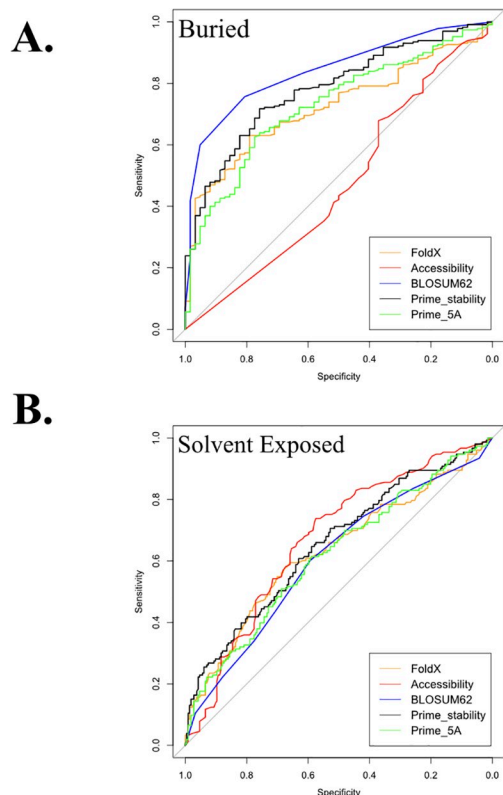 A.
Buried
Sensitivity
1.0
0.8
0.6
0.4
0.2
0.0
FoldX
Accessibility
BLOSUM62
Prime_stability
Prime_5A
1.0 0.8 0.6 0.4 0.2 0.0
Specificity
B.
Solvent Exposed
Sensitivity
1.0
0.8
0.6
0.4
0.2
0.0
FoldX
Accessibility
BLOSUM62
Prime_stability
Prime_5A
1.0 0.8 0.6 0.4 0.2 0.0
Specificity